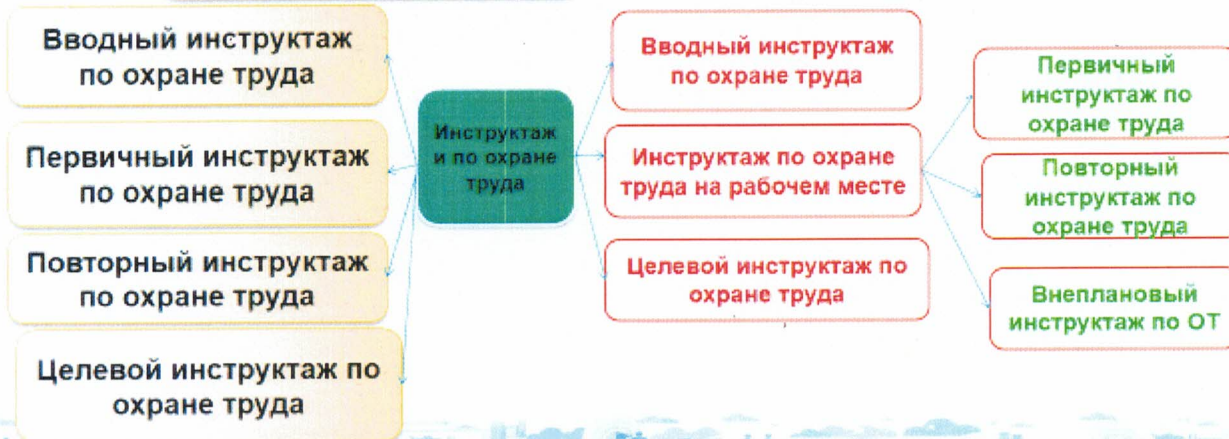 Вводный инструктаж
по охране труда
Первичный инструктаж
по охране труда
Повторный инструктаж
по охране труда
Целевой инструктаж по
охране труда
Инструктаж
и по охране
труда
Вводный инструктаж
по охране труда
Инструктаж по охране
труда на рабочем месте
Целевой инструктаж по
охране труда
Первичный
инструктаж по
охране труда
Повторный
инструктаж по
охране труда
Внеплановый
инструктаж по ОТ